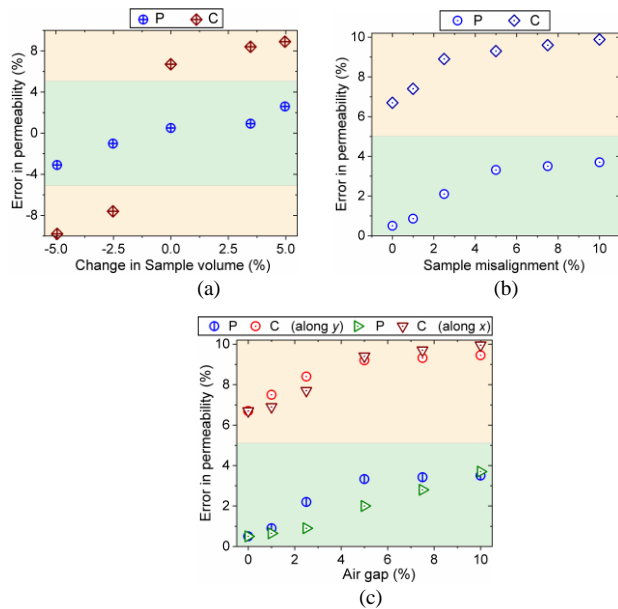 P C
Error in permeability (%)
8
4
0
-4
-8
-5.0 -2.5 0.0 2.5 5.0
Change in Sample volume (%)
(a)
P C
Error in permeability (%)
10
8
6
4
2
0
0 2 4 6 8 10
Sample misalignment (%)
(b)
P C (along y) P C (along x)
Error in permeability (%)
10
8
6
4
2
0
0 2 4 6 8 10
Air gap (%)
(c)